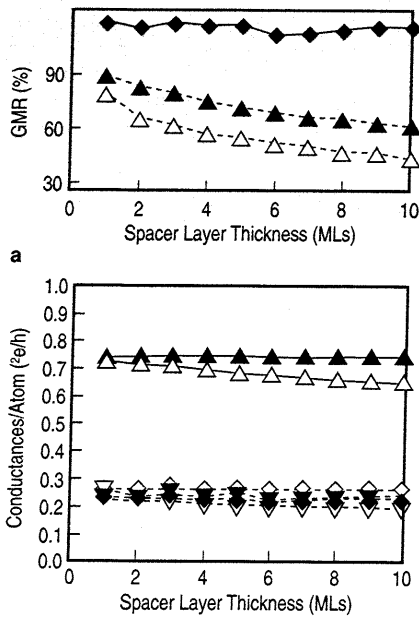 GMR (%)
90
60
30
0 2 4 6 8 10
Spacer Layer Thickness (MLs)
a
Conductances/Atom (²e/h)
1.0
0.9
0.8
0.7
0.6
0.5
0.4
0.3
0.2
0.1
0.0
0 2 4 6 8 10
Spacer Layer Thickness (MLs)